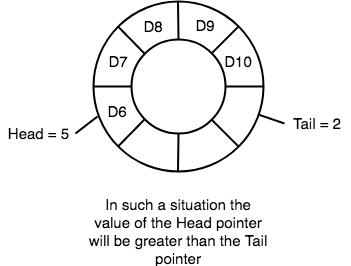 D8 D9
D7 D10
D6
Head = 5
Tail = 2
In such a situation the
value of the Head pointer
will be greater than the Tail
pointer